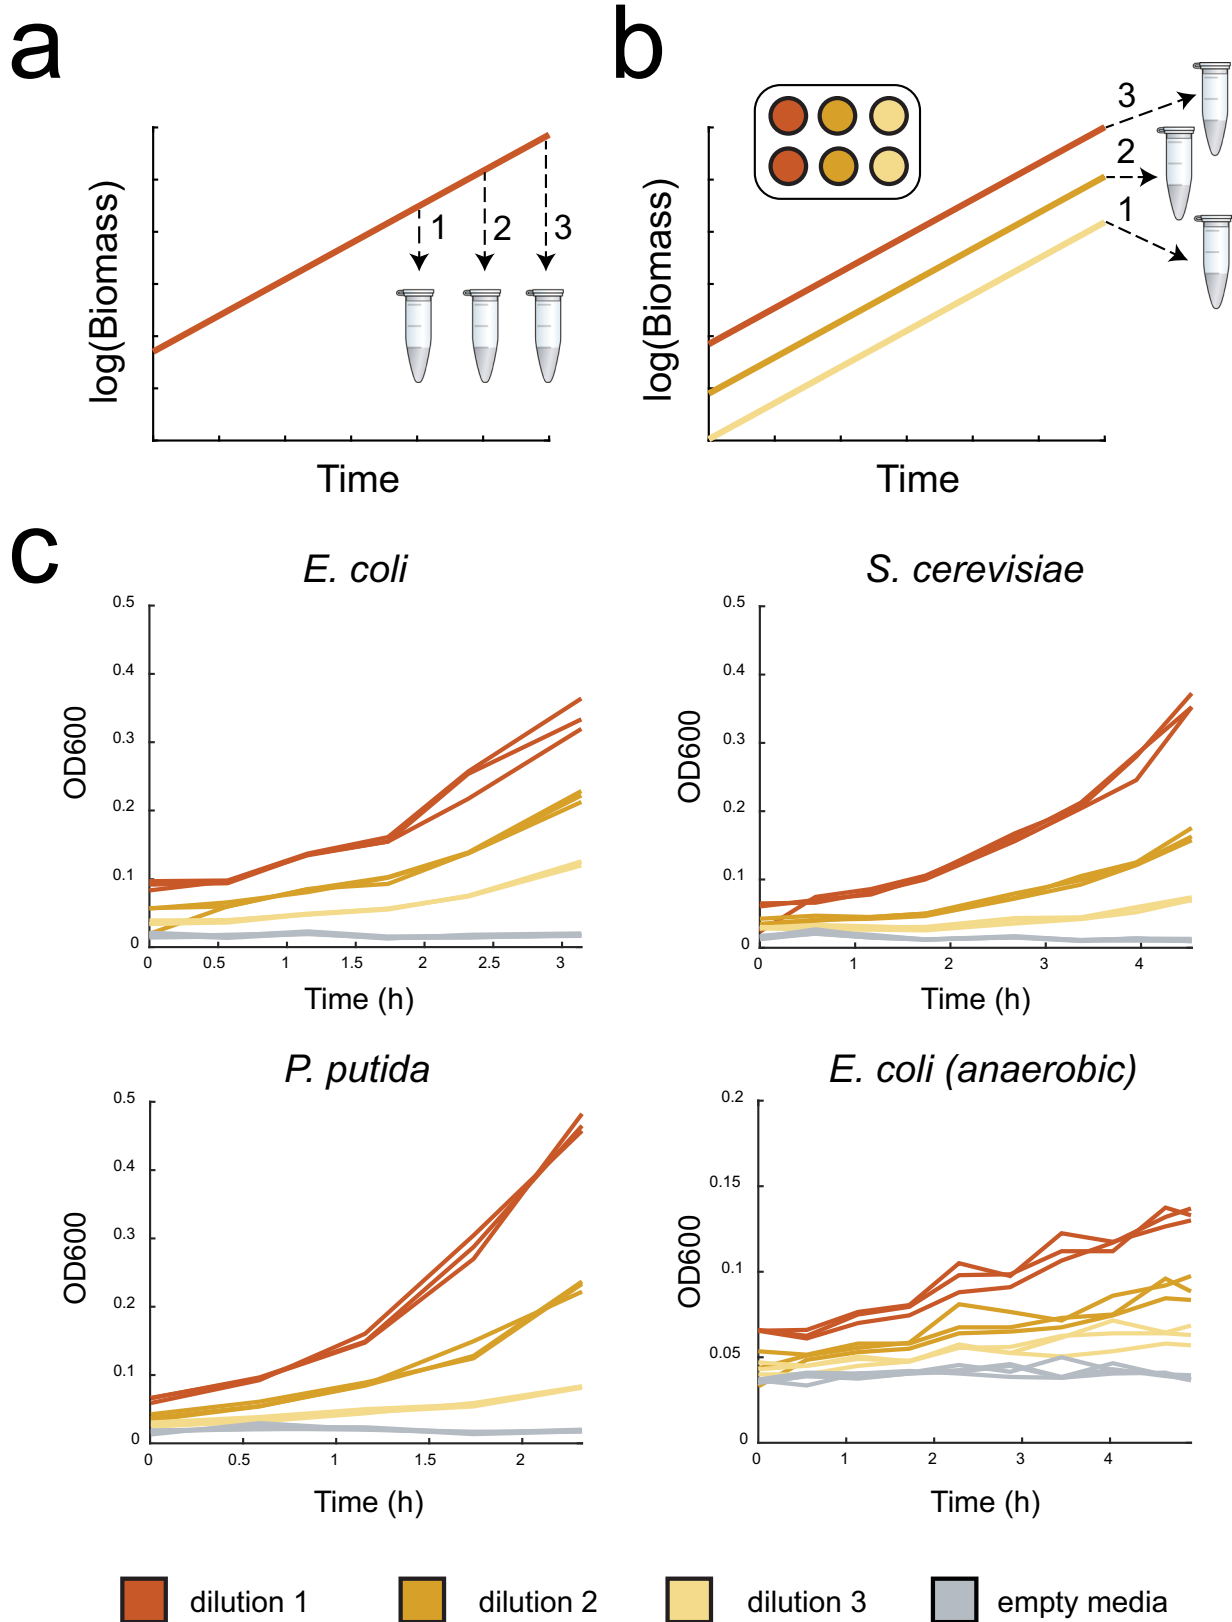 a
log(Biomass)
1
2
3
Time
b
log(Biomass)
3
2
1
Time
c
E. coli
OD600
0.5
0.4
0.3
0.2
0.1
0
0 0.5 1 1.5 2 2.5 3
Time (h)
S. cerevisiae
OD600
0.5
0.4
0.3
0.2
0.1
0
0 1 2 3 4
Time (h)
P. putida
OD600
0.5
0.4
0.3
0.2
0.1
0
0 0.5 1 1.5 2
Time (h)
E. coli (anaerobic)
OD600
0.2
0.15
0.1
0.05
0
0 1 2 3 4
Time (h)
dilution 1 dilution 2 dilution 3 empty media